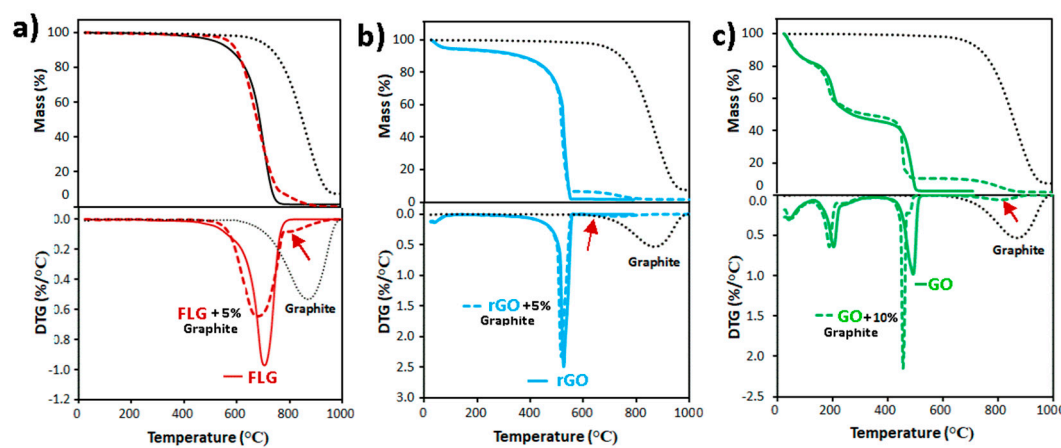 a)
Mass (%)
100
80
60
40
20
0
DTG (%/°C)
0.0
-0.2
-0.4
-0.6
-0.8
-1.0
-1.2
Graphite
FLG +5%
Graphite
FLG
0 200 400 600 800 1000
Temperature (°C)
b)
Mass (%)
100
80
60
40
20
0
DTG (%/°C)
0.0
0.5
1.0
1.5
2.0
2.5
3.0
Graphite
rGO +5%
Graphite
rGO
0 200 400 600 800 1000
Temperature (°C)
c)
Mass (%)
100
80
60
40
20
0
DTG (%/°C)
0.0
0.5
1.0
1.5
2.0
-2.5
Graphite
GO
GO +10%
Graphite
0 200 400 600 800 1000
Temperature (°C)